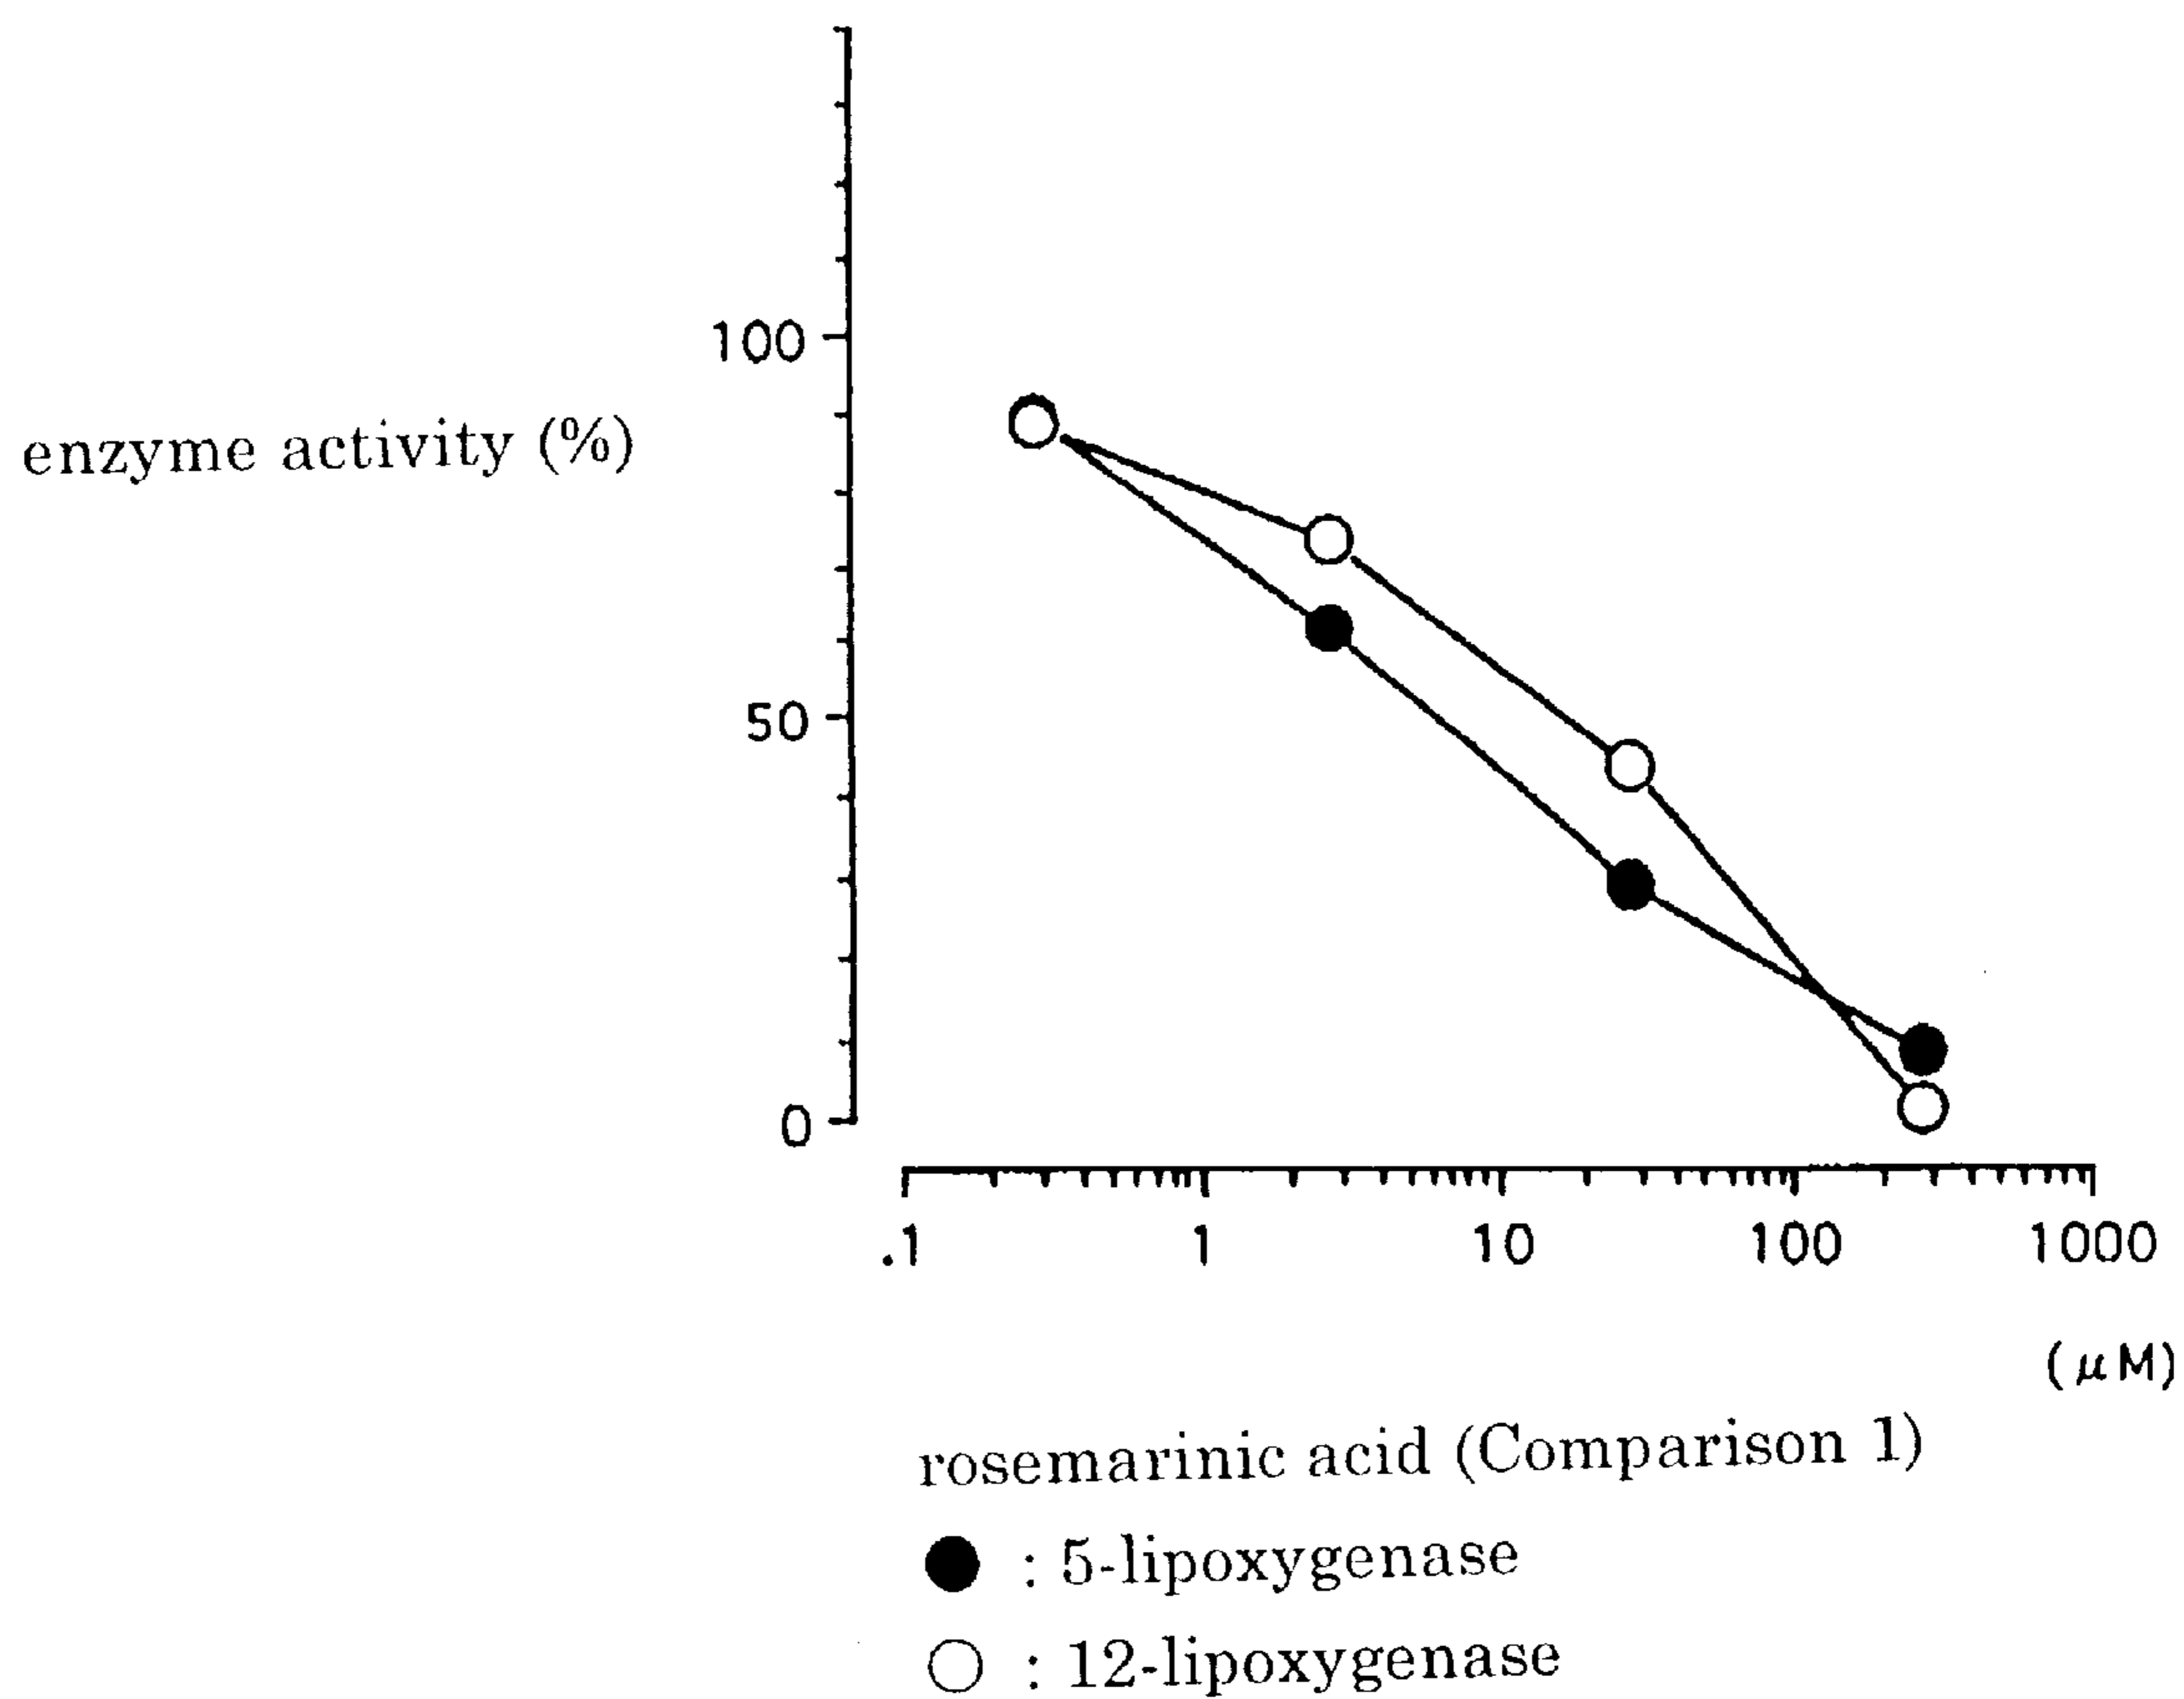 100
enzyme activity (%)
50
0
.1 1 10 100 1000
(μM)
rosemarinic acid (Comparison 1)
: 5-lipoxygenase
: 12-lipoxygenase